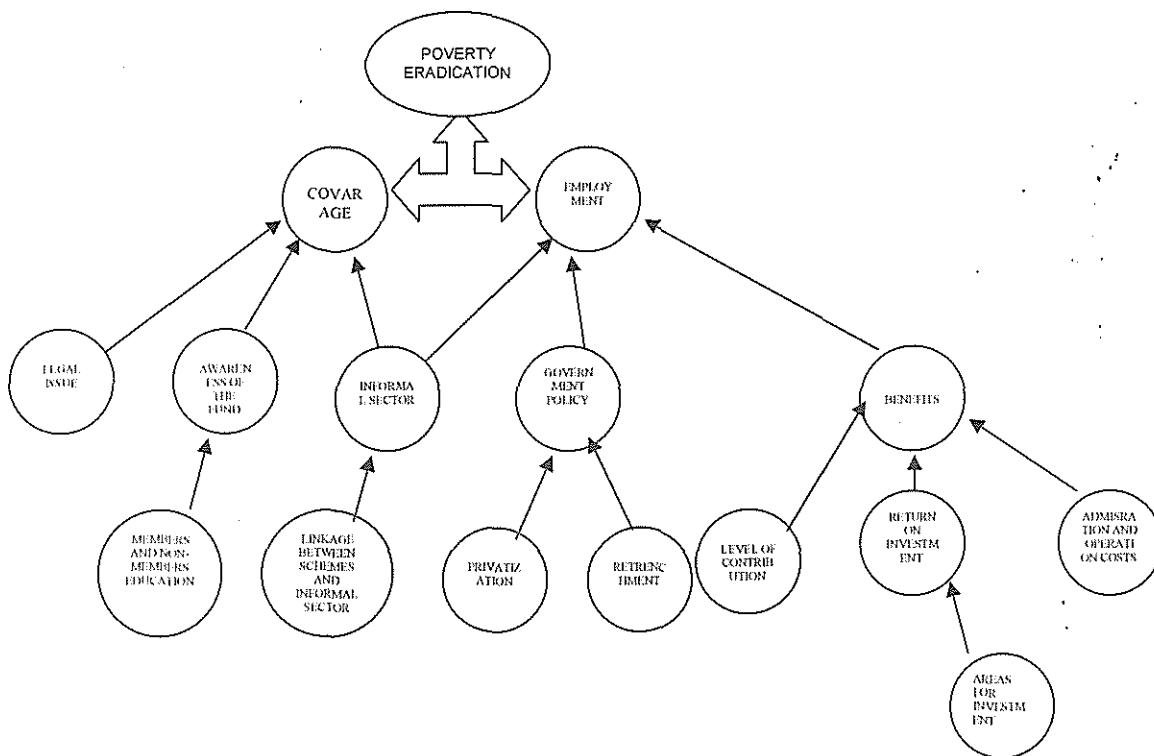 POVERTY
ERADICATION
COVAR
AGE
EMPLOY
MENT
LEGAL
ISSUE
AWAREN
ESS OF
THE
FUND
INFORMA
L SECTOR
GOVERN
MENT
POLICY
BENEFITS
MEMBERS
AND NON-
MEMBERS
EDUCATION
LINKAGE
BETWEEN
SCHEMES
AND
INFORMAL
SECTOR
PRIVATIZ
ATION
RETRENC
HMENT
LEVEL OF
CONTRIB
UTION
RETURN
ON
INVESTM
ENT
ADMISRA
TION AND
OPERATI
ON COSTS
AREAS
FOR
INVESTM
ENT